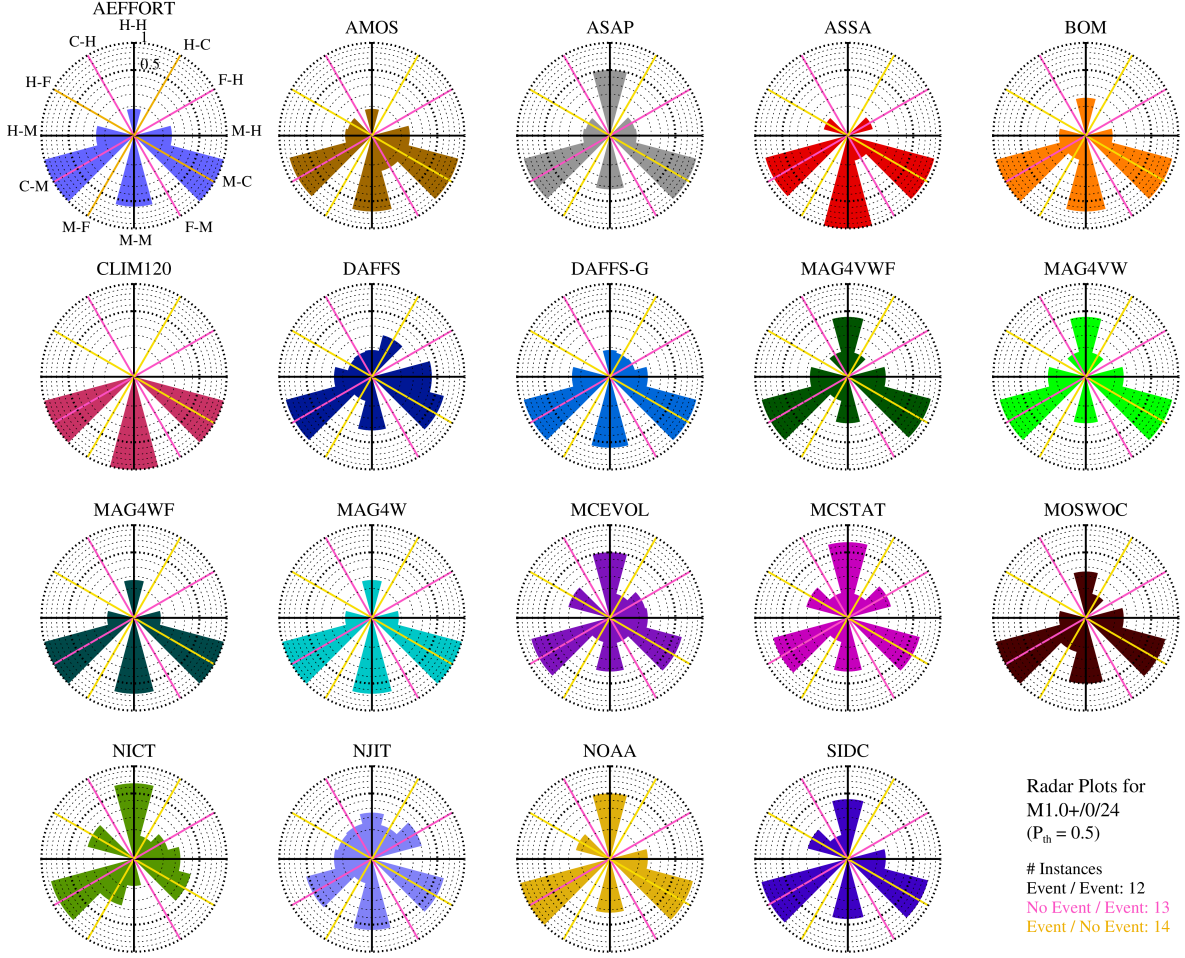 AEFFORT
H-H
1
C-H
H-C
0.5
H-F
F-H
H-M
M-H
C-M
M-C
M-F
F-M
M-M
AMOS
ASAP
ASSA
BOM
CLIM120
DAFFS
DAFFS-G
MAG4VWF
MAG4VW
MAG4WF
MAG4W
MCEVOL
MCSTAT
MOSWOC
NICT
NJIT
NOAA
SIDC
Radar Plots for
M1.0+/0/24
(Pth = 0.5)
# Instances
Event / Event: 12
No Event / Event: 13
Event / No Event: 14